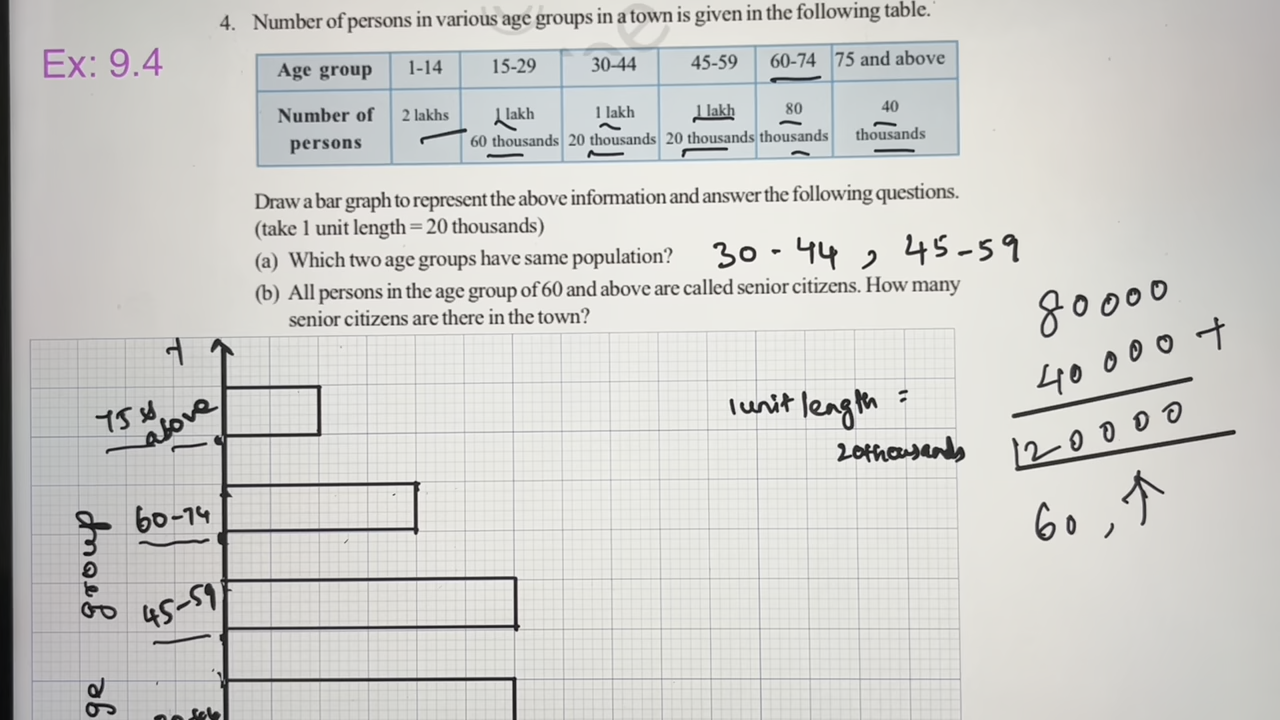 Ex: 9.4
4. Number of persons in various age groups in a town is given in the following table.
Age group 1-14 15-29 30-44 45-59 60-74 75 and above
Number of persons 2 lakhs 1 lakh 60 thousands 1 lakh 20 thousands 1 lakh 20 thousands 80 thousands 40 thousands
Draw a bar graph to represent the above information and answer the following questions.
(take 1 unit length = 20 thousands)
(a) Which two age groups have same population? 30 - 44 , 45 - 59
(b) All persons in the age group of 60 and above are called senior citizens. How many
senior citizens are there in the town?
80000
40000 +
120000
60 ,
1 unit length =
20 thousands
75 &
above
60-74
45-59
group